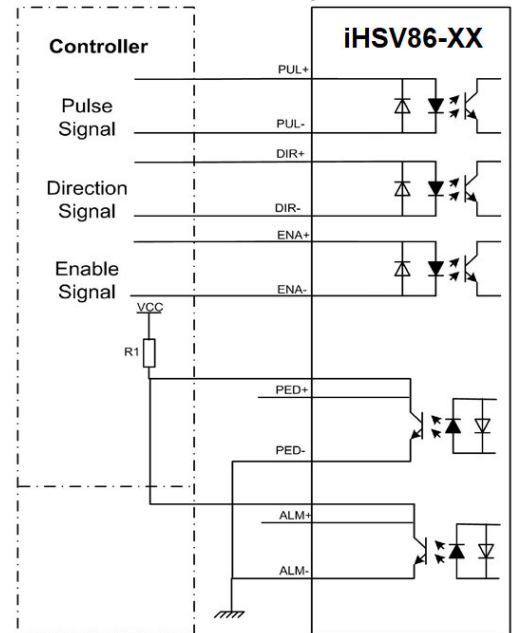 Controller
iHSV86-XX
PUL+
Pulse
Signal
PUL-
DIR+
Direction
Signal
DIR-
ENA+
Enable
Signal
ENA-
VCC
R1
PED+
PED-
ALM+
ALM-